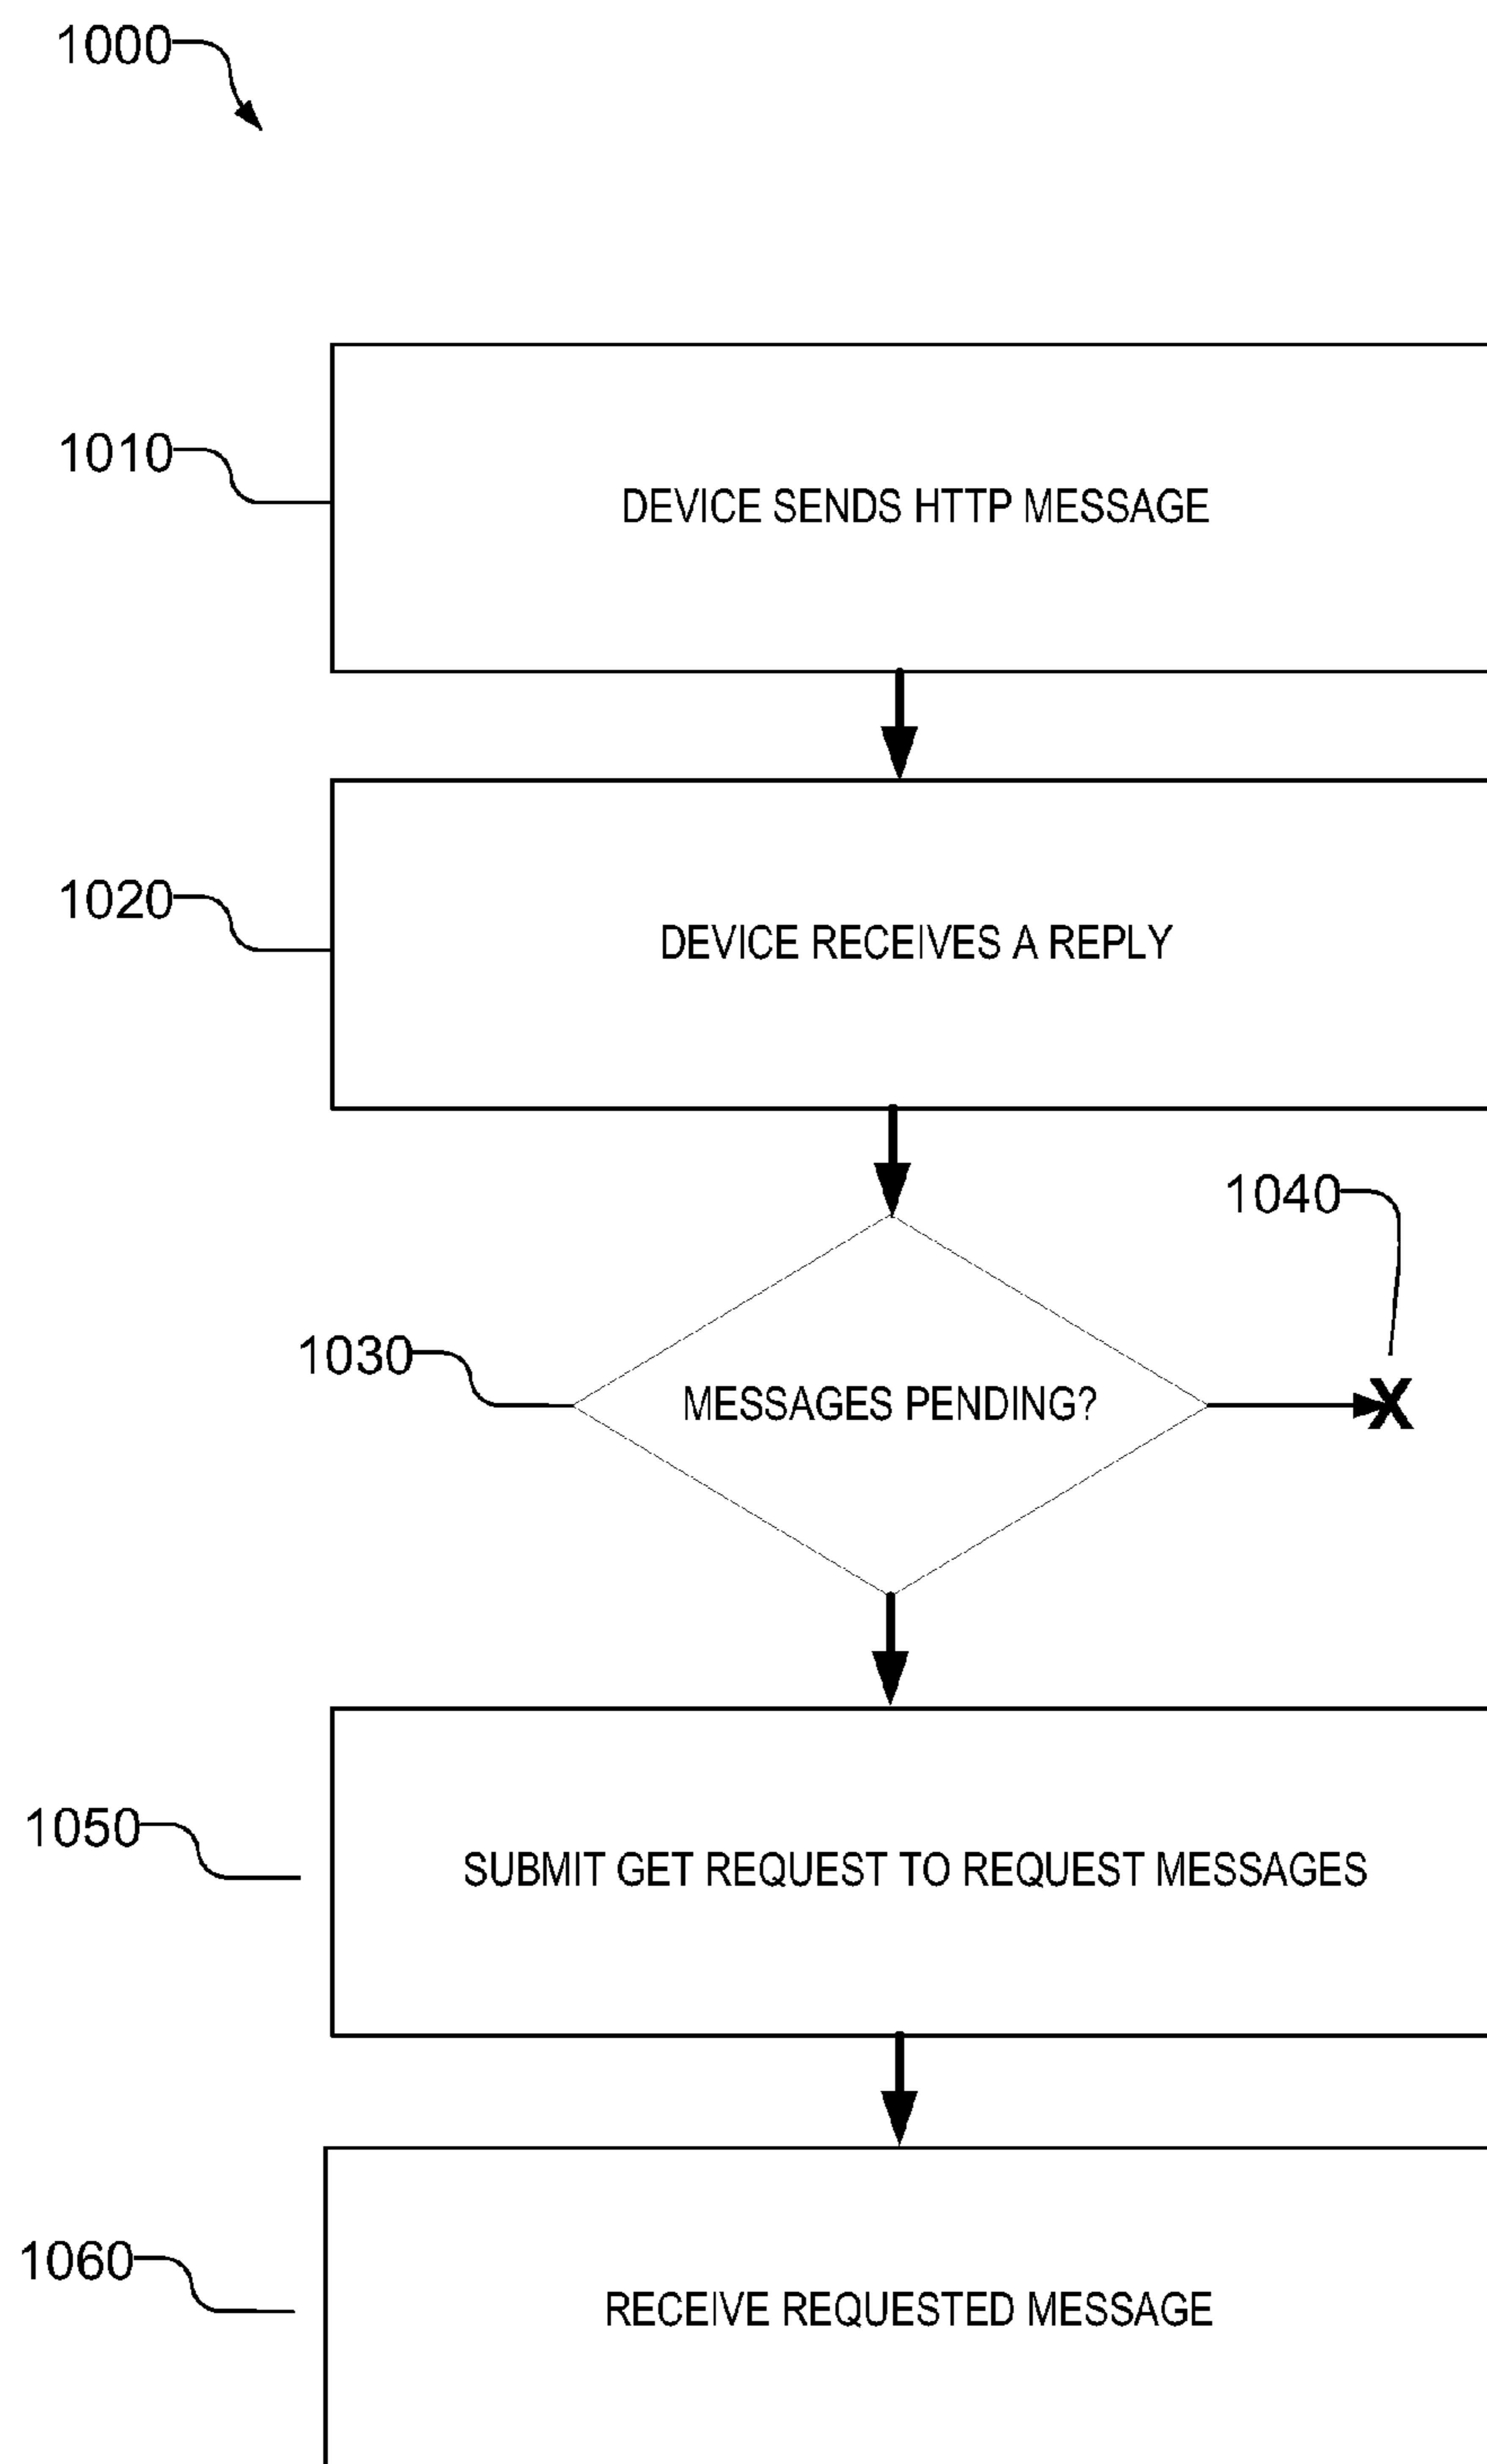 1000
1010
DEVICE SENDS HTTP MESSAGE
1020
DEVICE RECEIVES A REPLY
1040
1030
MESSAGES PENDING?
X
1050
SUBMIT GET REQUEST TO REQUEST MESSAGES
1060
RECEIVE REQUESTED MESSAGE